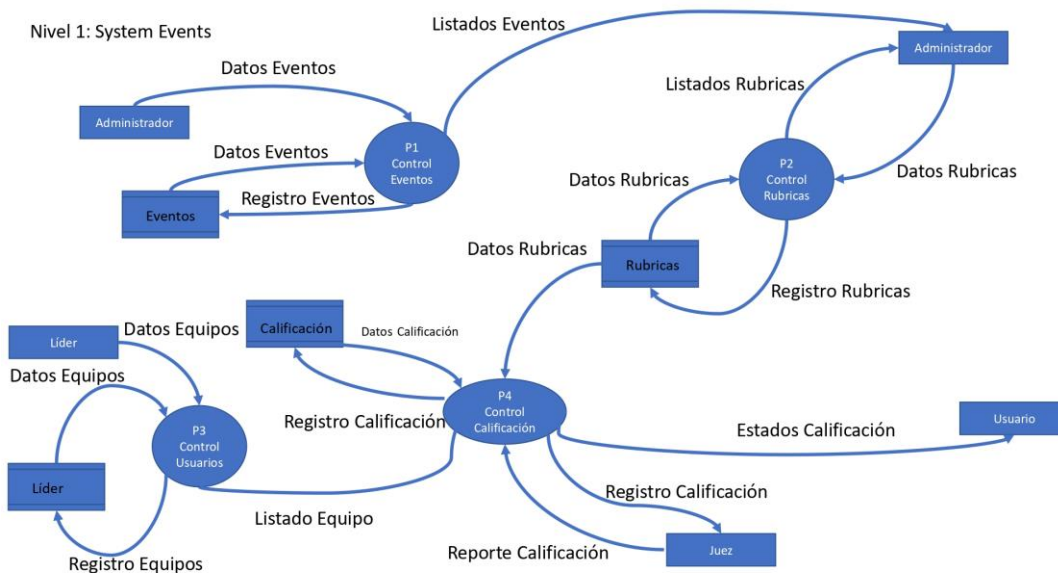 Nivel 1: System Events
Listados Eventos
Administrador
Datos Eventos
Listados Rubricas
Administrador
P1
Control
Eventos
Datos Eventos
P2
Control
Rubricas
Datos Rubricas
Datos Rubricas
Registro Eventos
Eventos
Datos Rubricas
Rubricas
Registro Rubricas
Calificación
Datos Calificación
Datos Equipos
Líder
Datos Equipos
P4
Control
Calificación
Registro Calificación
Usuario
Estados Calificación
P3
Control
Usuarios
Líder
Registro Calificación
Listado Equipo
Reporte Calificación
Juez
Registro Equipos